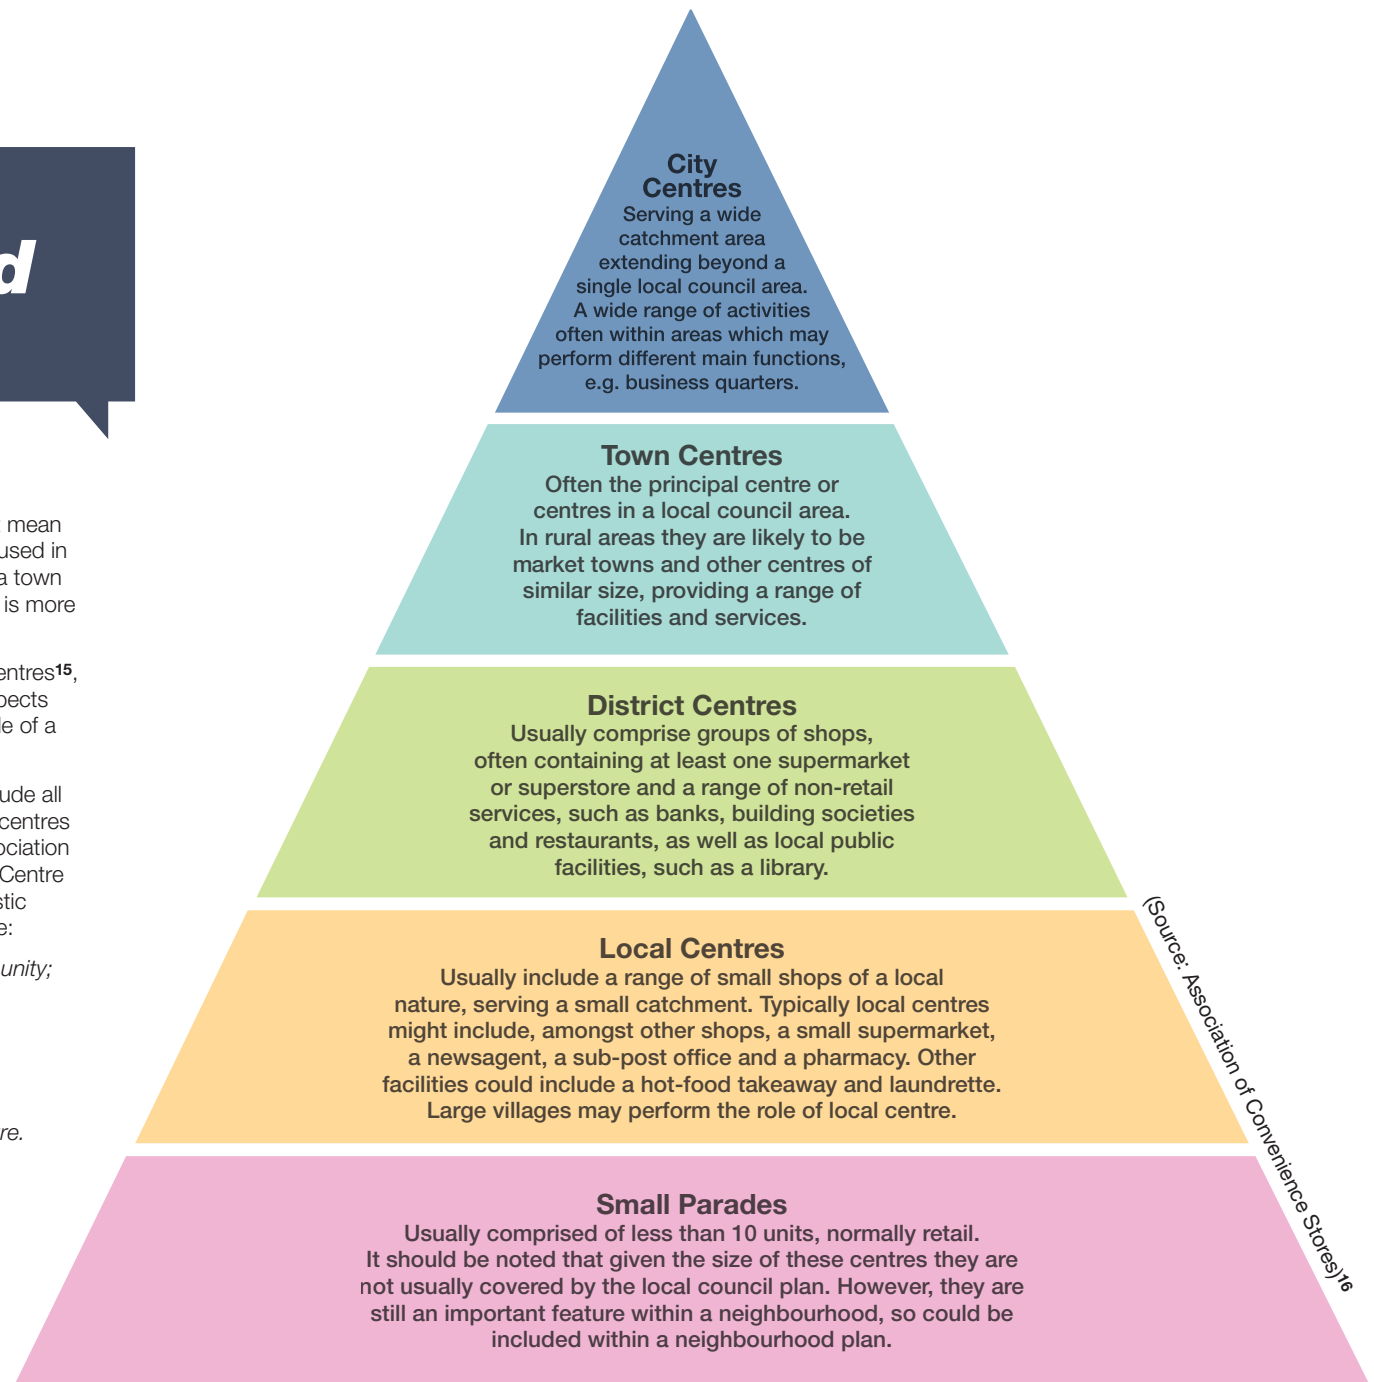 d
mean
used in
a town
is more
entres15,
pects
le of a
ude all
centres
ociation
Centre
stic
e:
unity;
re.
City
Centres
Serving a wide
catchment area
extending beyond a
single local council area.
A wide range of activities
often within areas which may
perform different main functions,
e.g. business quarters.
Town Centres
Often the principal centre or
centres in a local council area.
In rural areas they are likely to be
market towns and other centres of
similar size, providing a range of
facilities and services.
District Centres
Usually comprise groups of shops,
often containing at least one supermarket
or superstore and a range of non-retail
services, such as banks, building societies
and restaurants, as well as local public
facilities, such as a library.
Local Centres
Usually include a range of small shops of a local
nature, serving a small catchment. Typically local centres
might include, amongst other shops, a small supermarket,
a newsagent, a sub-post office and a pharmacy. Other
facilities could include a hot-food takeaway and laundrette.
Large villages may perform the role of local centre.
Small Parades
Usually comprised of less than 10 units, normally retail.
It should be noted that given the size of these centres they are
not usually covered by the local council plan. However, they are
still an important feature within a neighbourhood, so could be
included within a neighbourhood plan.
(Source: Association of Convenience Stores)16